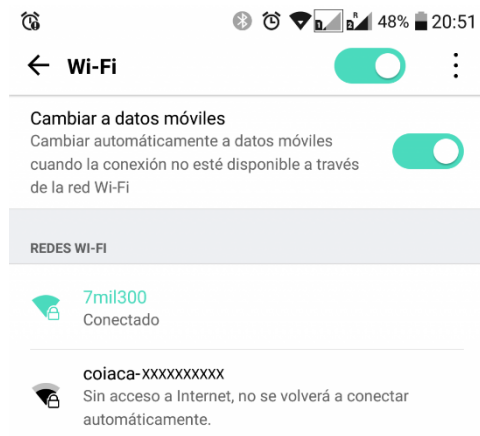 48% 20:51
Wi-Fi
Cambiar a datos móviles
Cambiar automáticamente a datos móviles
cuando la conexión no esté disponible a través
de la red Wi-Fi
REDES WI-FI
7mil300
Conectado
coiaca-XXXXXXXXXX
Sin acceso a Internet, no se volverá a conectar
automáticamente.